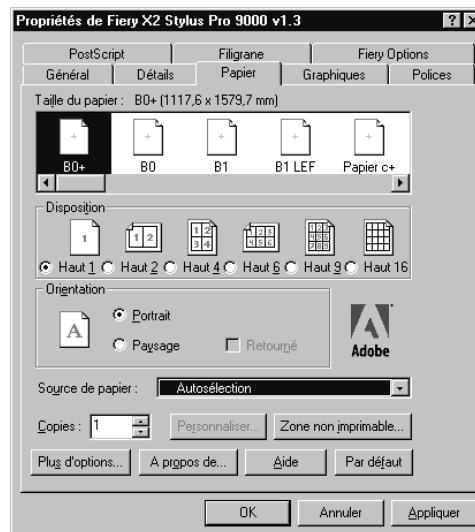 Propriétés de Fiery X2 Stylus Pro 9000 v1.3
PostScript Filigrane Fiery Options
Général Détails Papier Graphiques Polices
Taille du papier : B0+ (1117,6 x 1579,7 mm)
B0+ B0 B1 B1 LEF Papier c+
Disposition
1 1 2 1 2 3 4 1 2 3 4 5 6 1 2 3 4 5 6 7 8 9
Haut 1 Haut 2 Haut 4 Haut 6 Haut 9 Haut 16
Orientation
A Portrait
Paysage Retourné
Adobe
Source de papier : Autosélection
Copies : 1 Personnaliser... Zone non imprimable...
Plus d'options... A propos de... Aide Par défaut
OK Annuler Appliquer